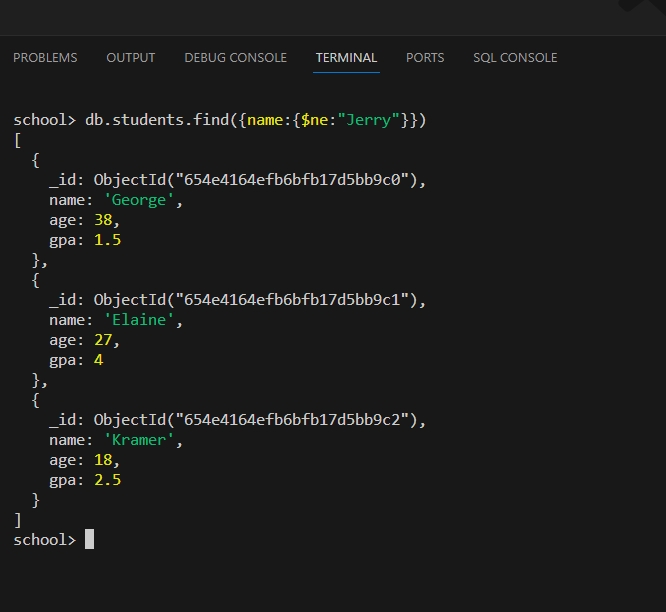 PROBLEMS OUTPUT DEBUG CONSOLE TERMINAL PORTS SQL CONSOLE
school> db.students.find({name:{$ne:"Jerry"}})
[
  {
    _id: ObjectId("654e4164efb6bfb17d5bb9c0"),
    name: 'George',
    age: 38,
    gpa: 1.5
  },
  {
    _id: ObjectId("654e4164efb6bfb17d5bb9c1"),
    name: 'Elaine',
    age: 27,
    gpa: 4
  },
  {
    _id: ObjectId("654e4164efb6bfb17d5bb9c2"),
    name: 'Kramer',
    age: 18,
    gpa: 2.5
  }
]
school>